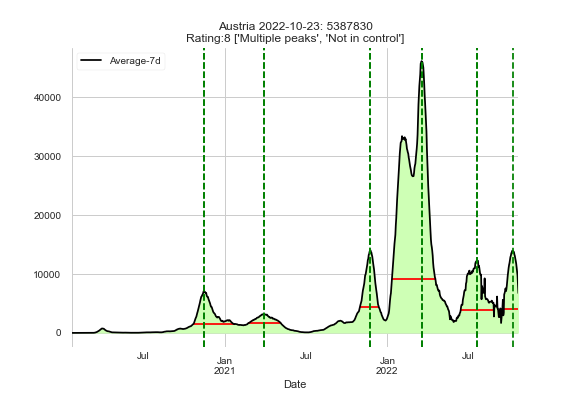 Austria 2022-10-23: 5387830
Rating:8 ['Multiple peaks', 'Not in control']
Average-7d
40000
30000
20000
10000
0
Jul
Jan
2021
Jul
Jan
2022
Jul
Date